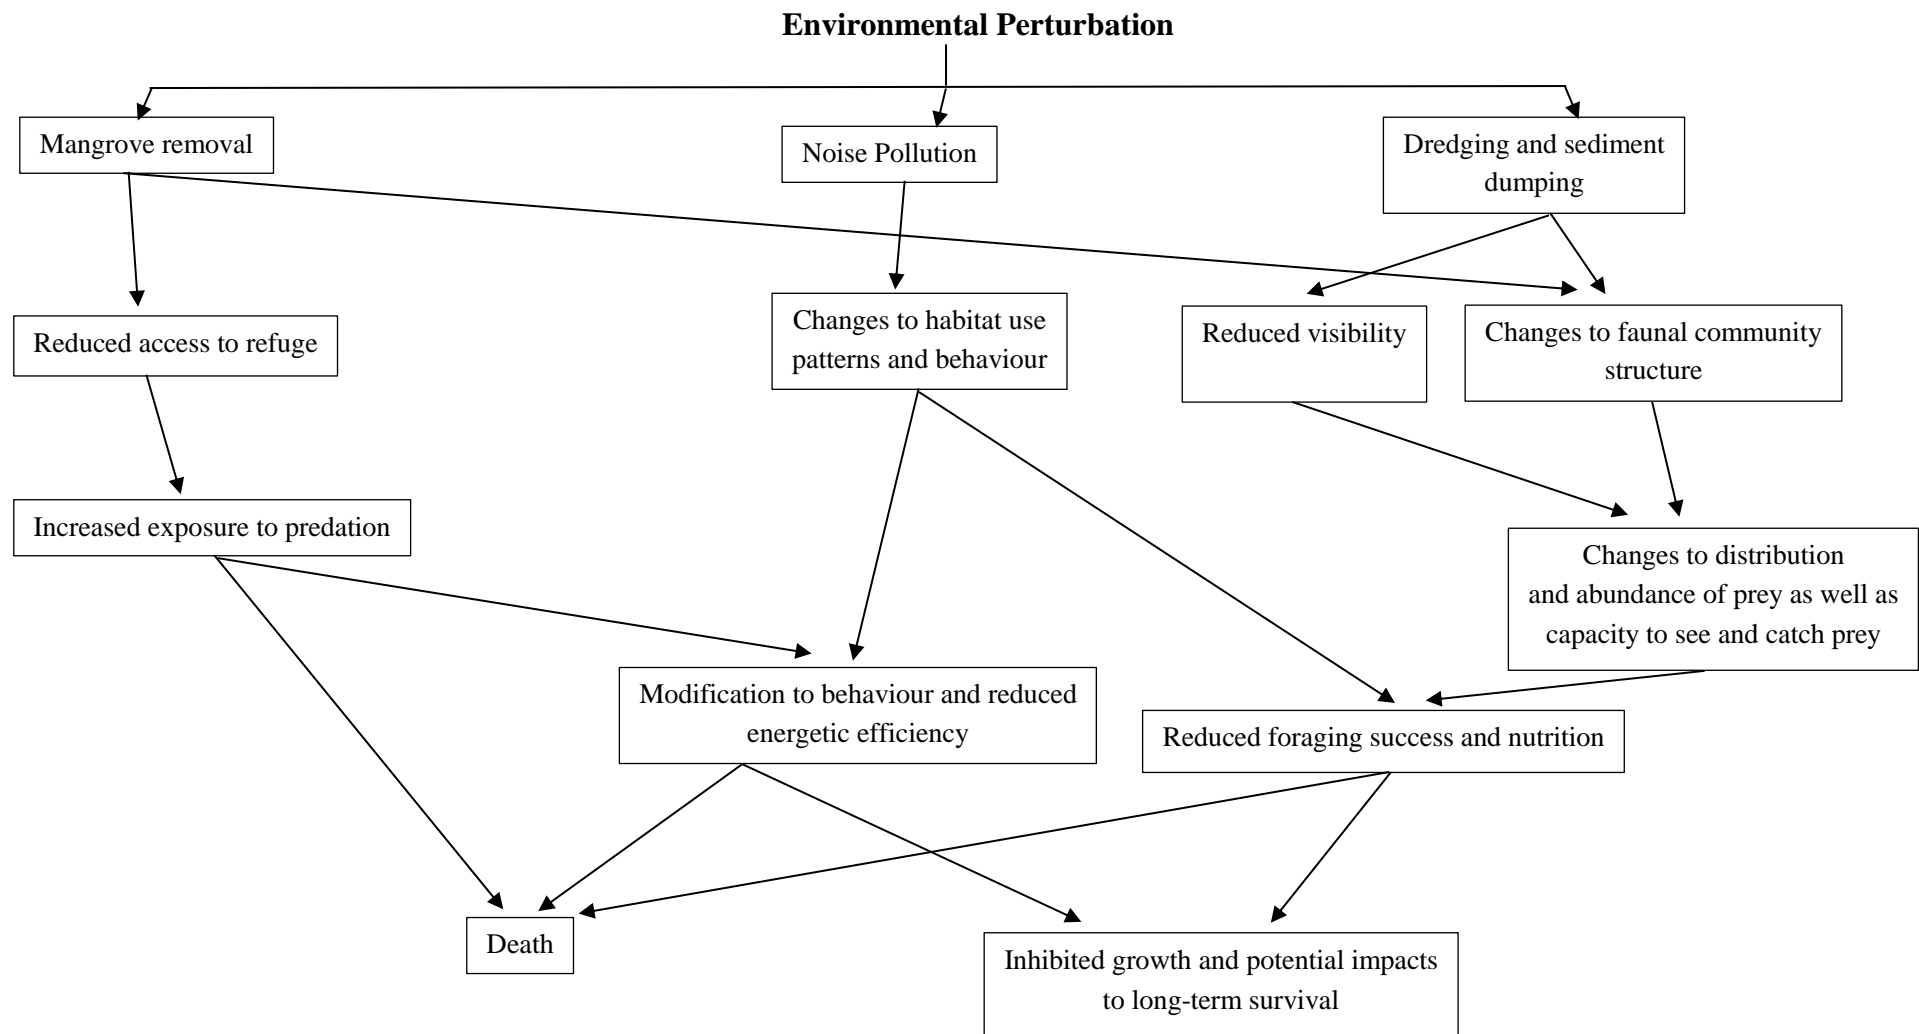 Environmental Perturbation
Mangrove removal
Noise Pollution
Dredging and sediment
dumping
Reduced access to refuge
Changes to habitat use
patterns and behaviour
Reduced visibility
Changes to faunal community
structure
Increased exposure to predation
Changes to distribution
and abundance of prey as well as
capacity to see and catch prey
Modification to behaviour and reduced
energetic efficiency
Reduced foraging success and nutrition
Death
Inhibited growth and potential impacts
to long-term survival